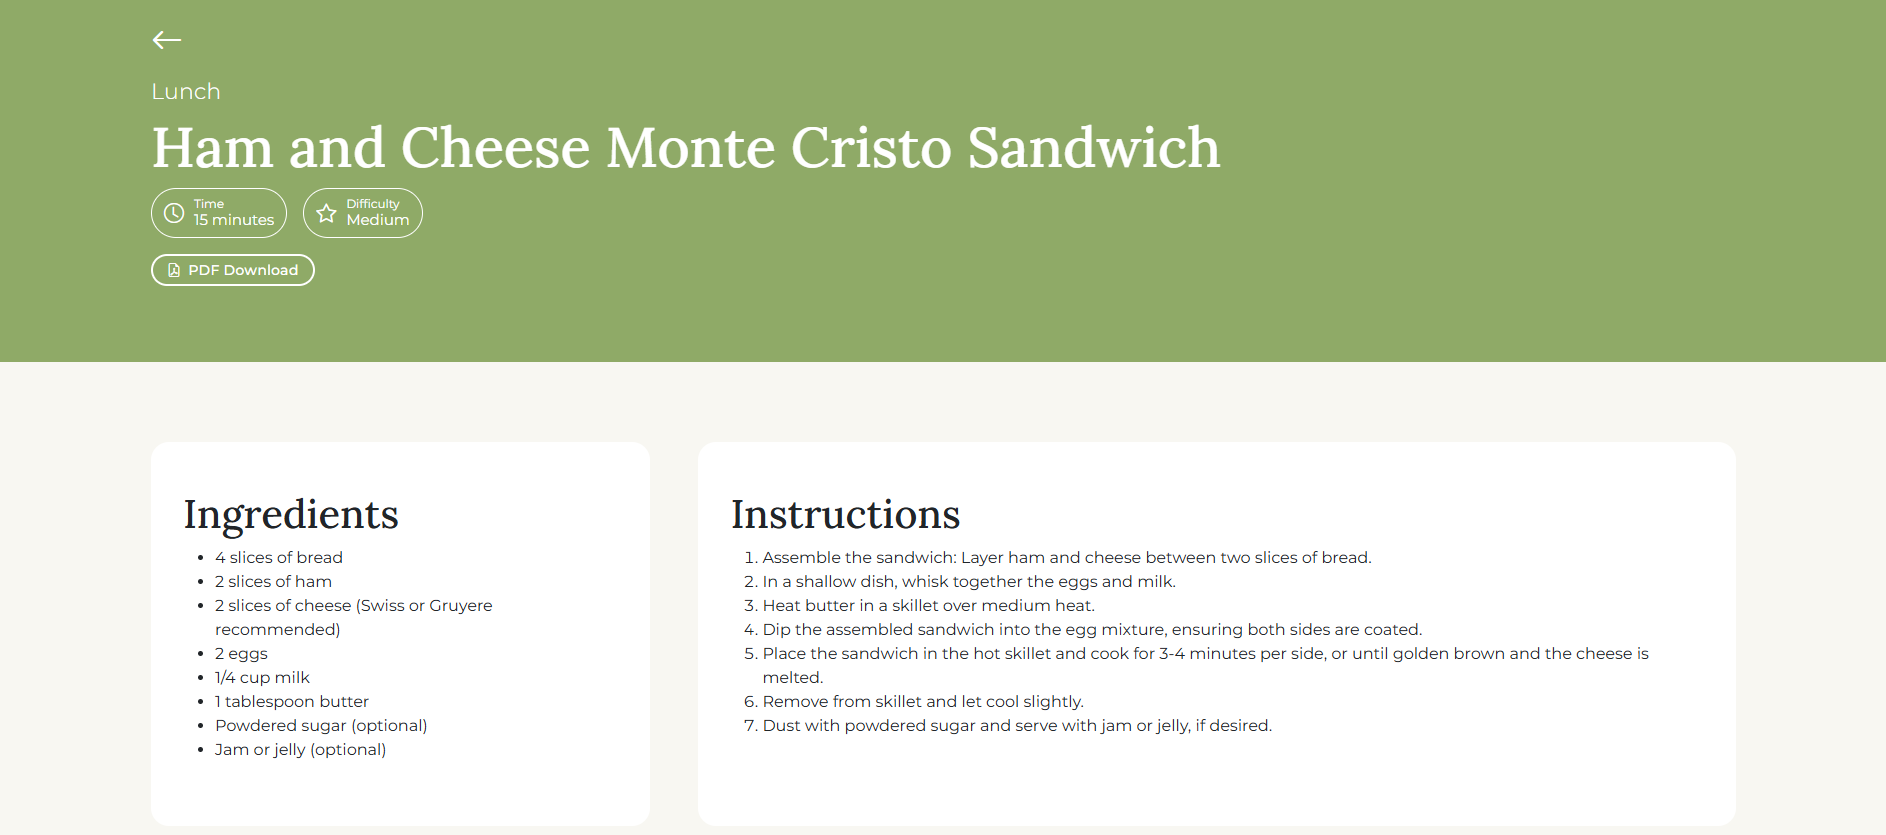 Lunch
Ham and Cheese Monte Cristo Sandwich
Time
15 minutes
Difficulty
Medium
PDF Download
Ingredients
• 4 slices of bread
• 2 slices of ham
• 2 slices of cheese (Swiss or Gruyere
recommended)
• 2 eggs
• 1/4 cup milk
• 1 tablespoon butter
• Powdered sugar (optional)
• Jam or jelly (optional)
Instructions
1. Assemble the sandwich: Layer ham and cheese between two slices of bread.
2. In a shallow dish, whisk together the eggs and milk.
3. Heat butter in a skillet over medium heat.
4. Dip the assembled sandwich into the egg mixture, ensuring both sides are coated.
5. Place the sandwich in the hot skillet and cook for 3-4 minutes per side, or until golden brown and the cheese is
melted.
6. Remove from skillet and let cool slightly.
7. Dust with powdered sugar and serve with jam or jelly, if desired.